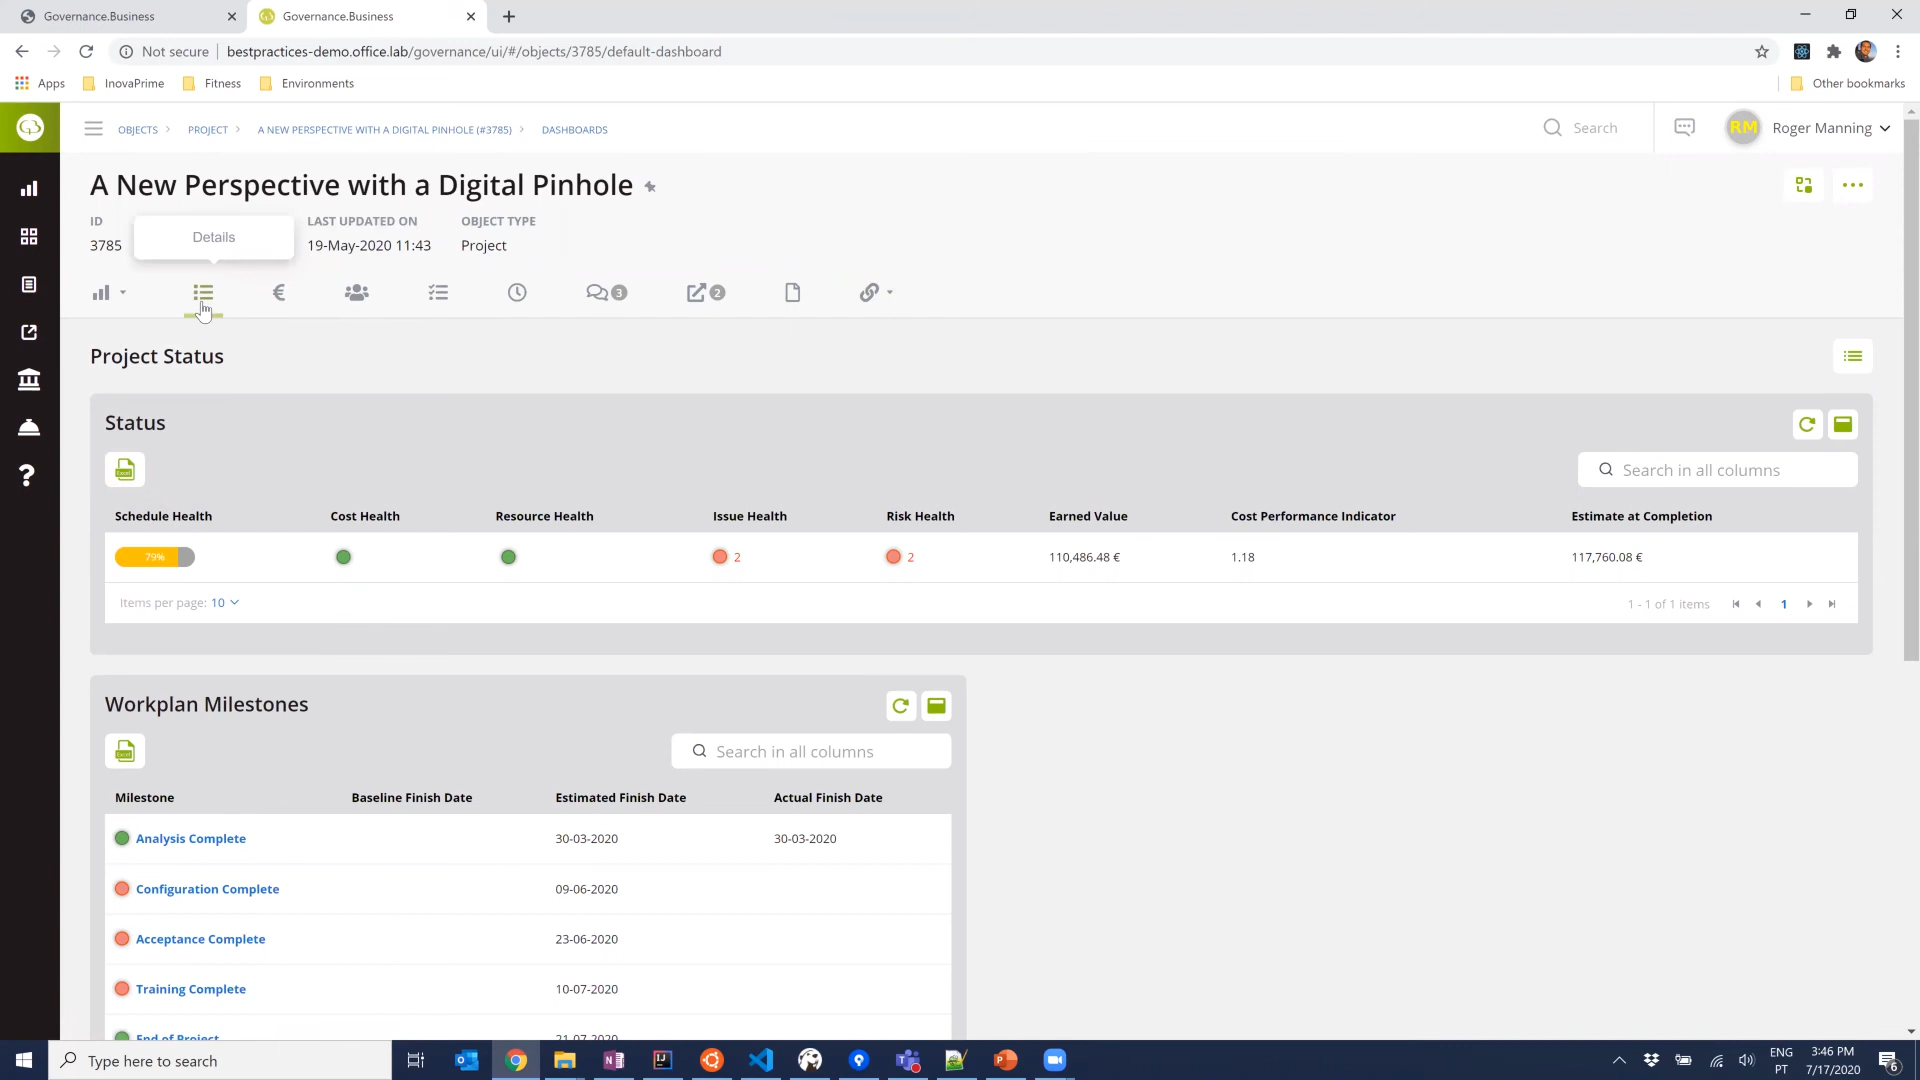 Governance.Business
Governance.Business
Not secure bestpractices-demo.office.lab/governance/ui/#/objects/3785/default-dashboard
Apps InovaPrime Fitness Environments Other bookmarks
OBJECTS PROJECT A NEW PERSPECTIVE WITH A DIGITAL PINHOLE (#3785) DASHBOARDS Search RM Roger Manning
A New Perspective with a Digital Pinhole
ID LAST UPDATED ON OBJECT TYPE
Details
3785 19-May-2020 11:43 Project
€ 3 2
Project Status
Status
Excel
Search in all columns
Schedule Health Cost Health Resource Health Issue Health Risk Health Earned Value Cost Performance Indicator Estimate at Completion
79% 2 2 110,486.48 € 1.18 117,760.08 €
Items per page: 10 1 - 1 of 1 items 1
Workplan Milestones
Excel
Search in all columns
Milestone Baseline Finish Date Estimated Finish Date Actual Finish Date
Analysis Complete 30-03-2020 30-03-2020
Configuration Complete 09-06-2020
Acceptance Complete 23-06-2020
Training Complete 10-07-2020
End of Project 21-07-2020
Type here to search
ENG
PT
3:46 PM
7/17/2020
6